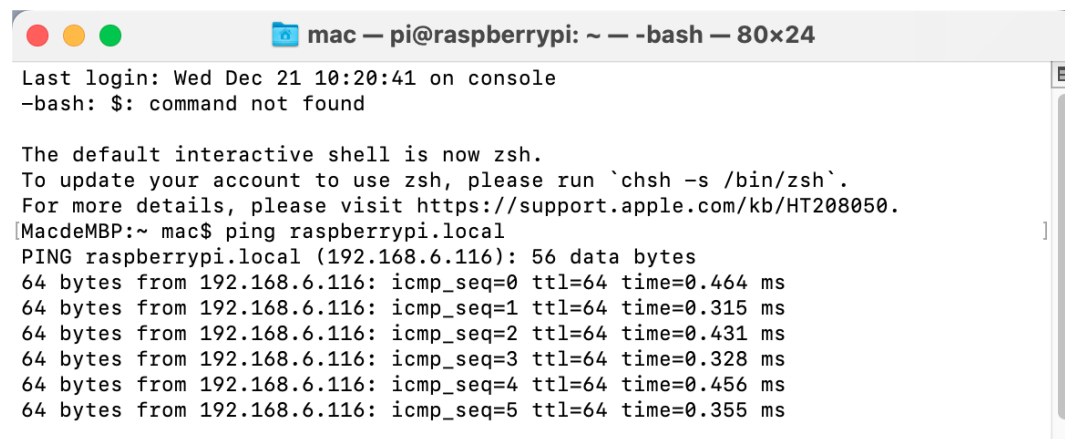 mac — pi@raspberrypi: ~ — -bash — 80×24
Last login: Wed Dec 21 10:20:41 on console
-bash: $: command not found
The default interactive shell is now zsh.
To update your account to use zsh, please run `chsh -s /bin/zsh`.
For more details, please visit https://support.apple.com/kb/HT208050.
[MacdeMBP:~ mac$ ping raspberrypi.local ]
PING raspberrypi.local (192.168.6.116): 56 data bytes
64 bytes from 192.168.6.116: icmp_seq=0 ttl=64 time=0.464 ms
64 bytes from 192.168.6.116: icmp_seq=1 ttl=64 time=0.315 ms
64 bytes from 192.168.6.116: icmp_seq=2 ttl=64 time=0.431 ms
64 bytes from 192.168.6.116: icmp_seq=3 ttl=64 time=0.328 ms
64 bytes from 192.168.6.116: icmp_seq=4 ttl=64 time=0.456 ms
64 bytes from 192.168.6.116: icmp_seq=5 ttl=64 time=0.355 ms